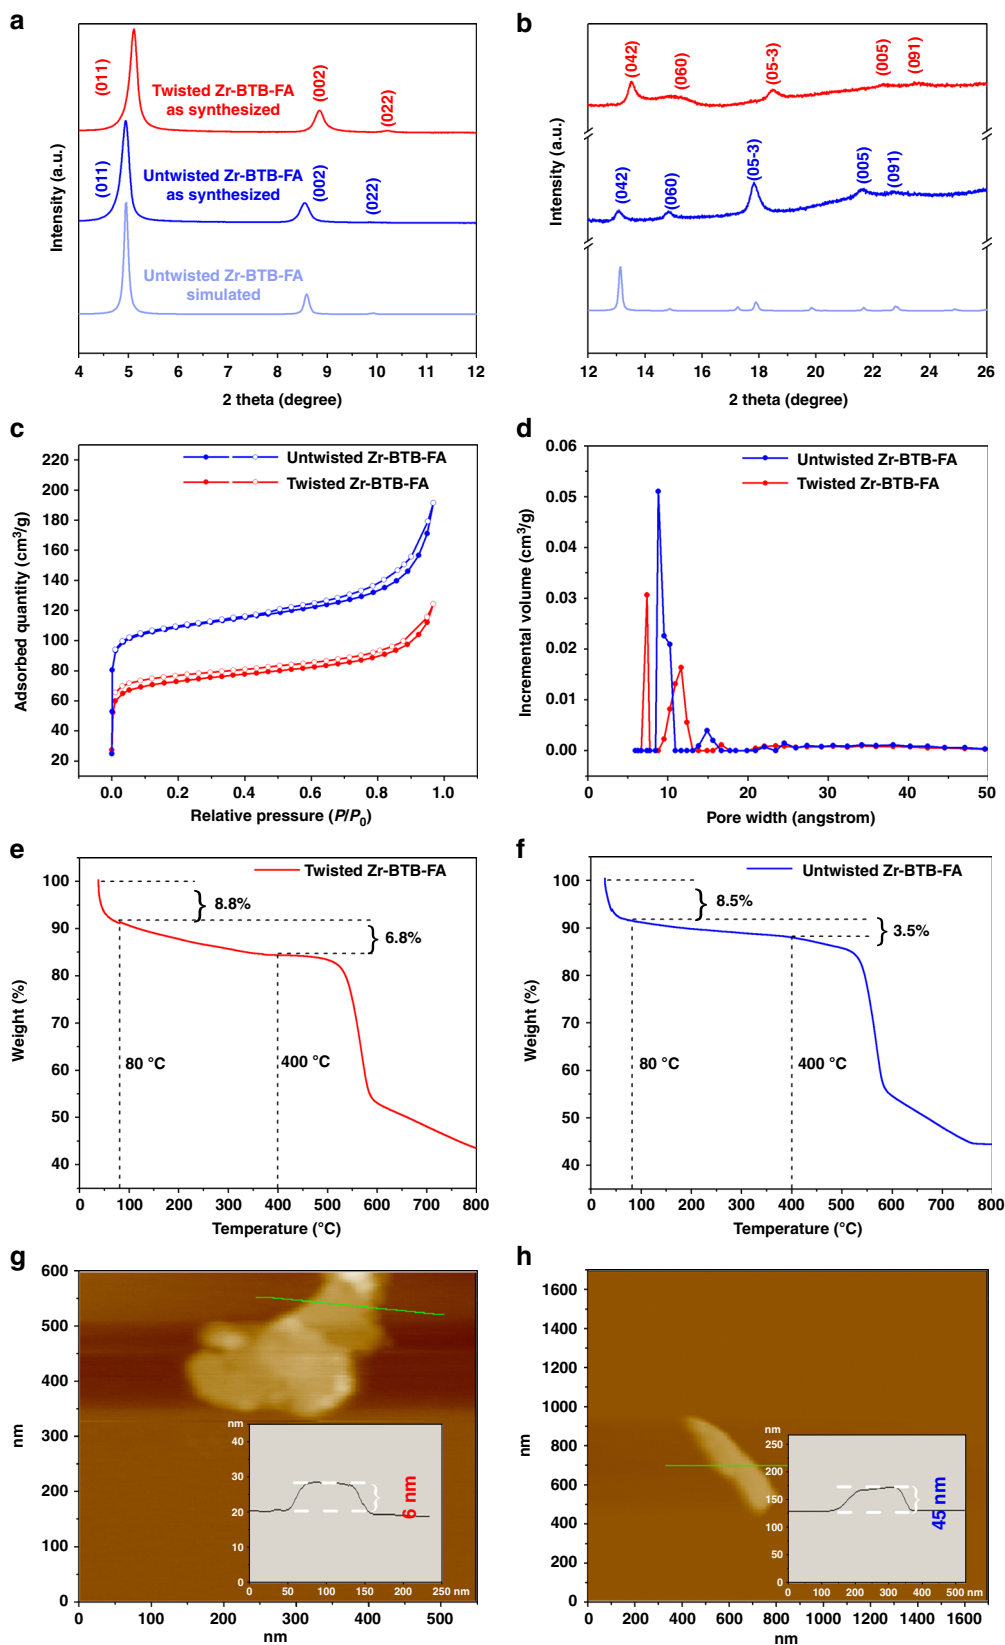 a
(011)
Twisted Zr-BTB-FA
as synthesized
(002)
(022)
(011)
Untwisted Zr-BTB-FA
as synthesized
(002)
(022)
Untwisted Zr-BTB-FA
simulated
Intensity (a.u.)
4 5 6 7 8 9 10 11 12
2 theta (degree)
b
(042)
(060)
(05-3)
(005)
(091)
(042)
(060)
(05-3)
(005)
(091)
Intensity (a.u.)
12 14 16 18 20 22 24 26
2 theta (degree)
c
220
200
180
160
140
120
100
80
60
40
20
Adsorbed quantity (cm³/g)
Untwisted Zr-BTB-FA
Twisted Zr-BTB-FA
0.0 0.2 0.4 0.6 0.8 1.0
Relative pressure (P/P₀)
d
0.06
0.05
0.04
0.03
0.02
0.01
0.00
Incremental volume (cm³/g)
Untwisted Zr-BTB-FA
Twisted Zr-BTB-FA
0 10 20 30 40 50
Pore width (angstrom)
e
100
90
80
70
60
50
40
Weight (%)
Twisted Zr-BTB-FA
8.8%
6.8%
80 °C
400 °C
0 100 200 300 400 500 600 700 800
Temperature (°C)
f
100
90
80
70
60
50
40
Weight (%)
Untwisted Zr-BTB-FA
8.5%
3.5%
80 °C
400 °C
0 100 200 300 400 500 600 700 800
Temperature (°C)
g
600
500
400
300
200
100
0
nm
nm
40
30
20
10
0
6 nm
0 50 100 150 200 250 nm
0 100 200 300 400 500
nm
h
1600
1400
1200
1000
800
600
400
200
0
nm
nm
250
200
150
100
50
0
45 nm
0 100 200 300 400 500 nm
0 200 400 600 800 1000 1200 1400 1600
nm